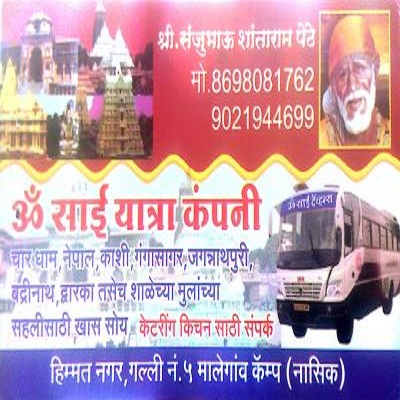 श्री.संजुभाऊ शांताराम पेठे
मो.8698081762
9021944699
ॐ साई यात्रा कंपनी
ॐ साई ट्रॅव्हल्स
चार धाम,नेपाल,काशी,गंगासागर,जगन्नाथपुरी,
बद्रीनाथ,द्वारका तसेच शाळेच्या मुलांच्या
सहलीसाठी खास सोय केटरींग किचन साठी संपर्क
हिम्मत नगर,गल्ली नं.५ मालेगांव कॅम्प (नासिक)